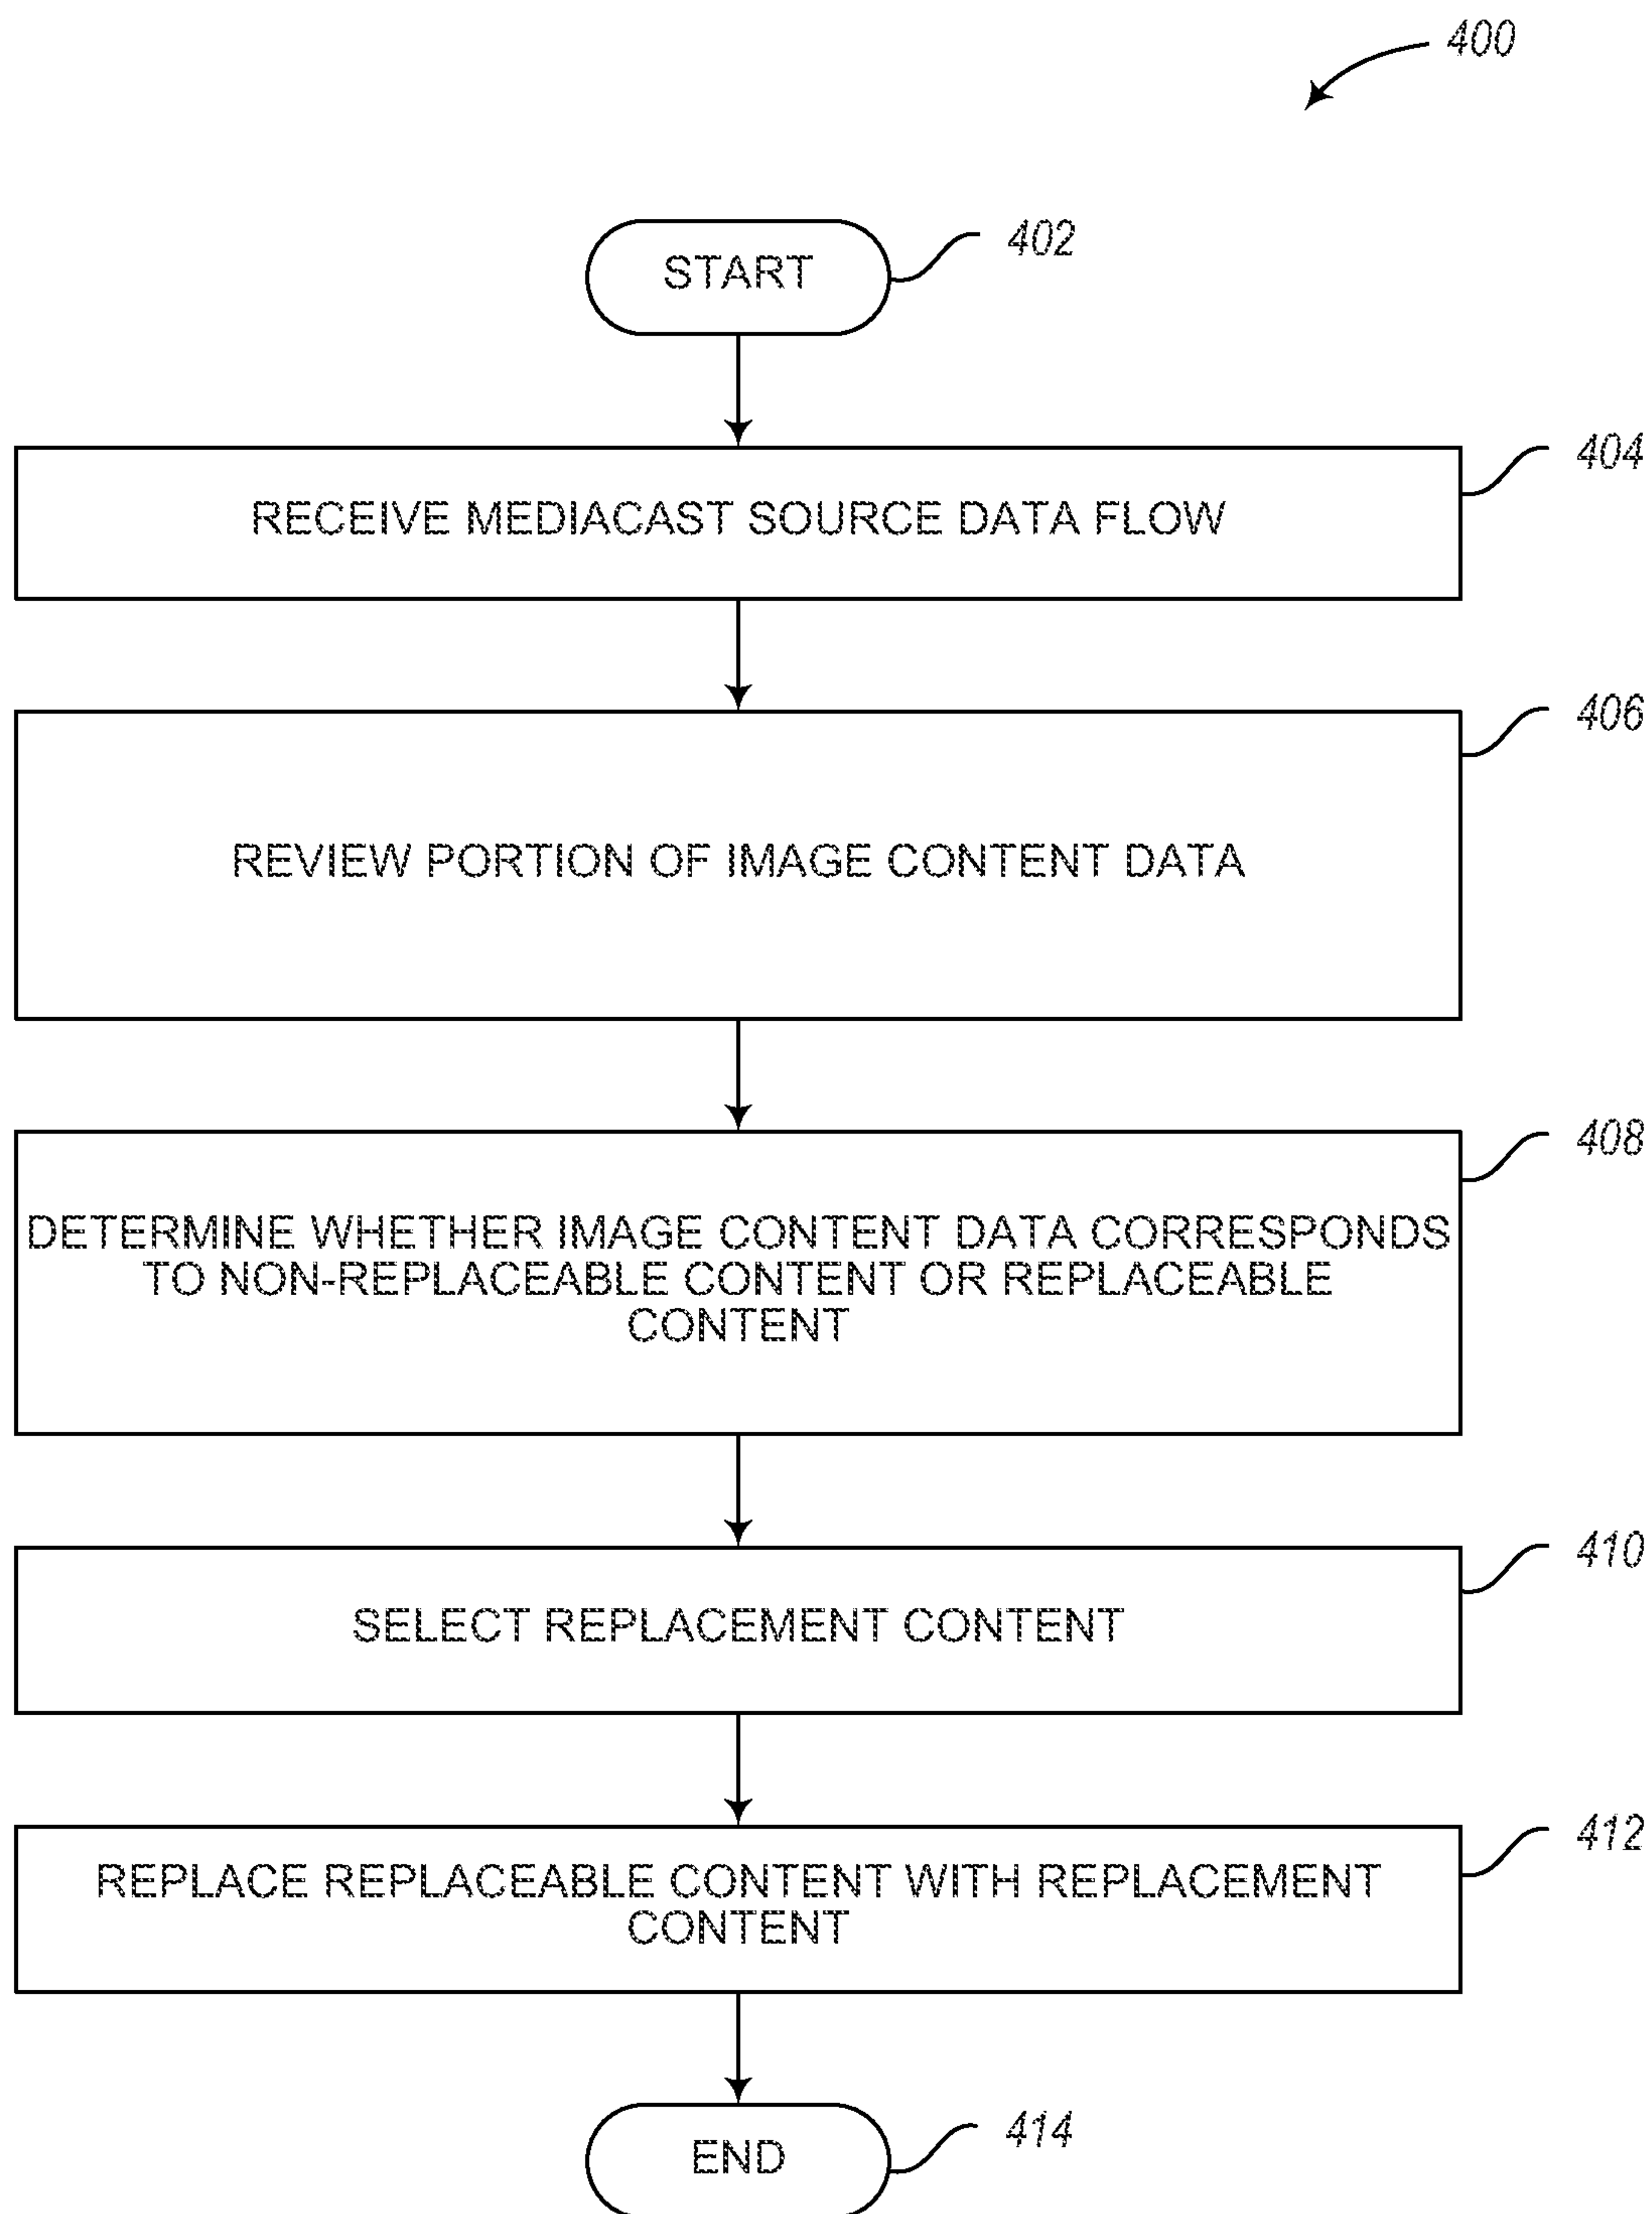 400
START
402
RECEIVE MEDIACAST SOURCE DATA FLOW
404
REVIEW PORTION OF IMAGE CONTENT DATA
406
DETERMINE WHETHER IMAGE CONTENT DATA CORRESPONDS
TO NON-REPLACEABLE CONTENT OR REPLACEABLE
CONTENT
408
SELECT REPLACEMENT CONTENT
410
REPLACE REPLACEABLE CONTENT WITH REPLACEMENT
CONTENT
412
END
414